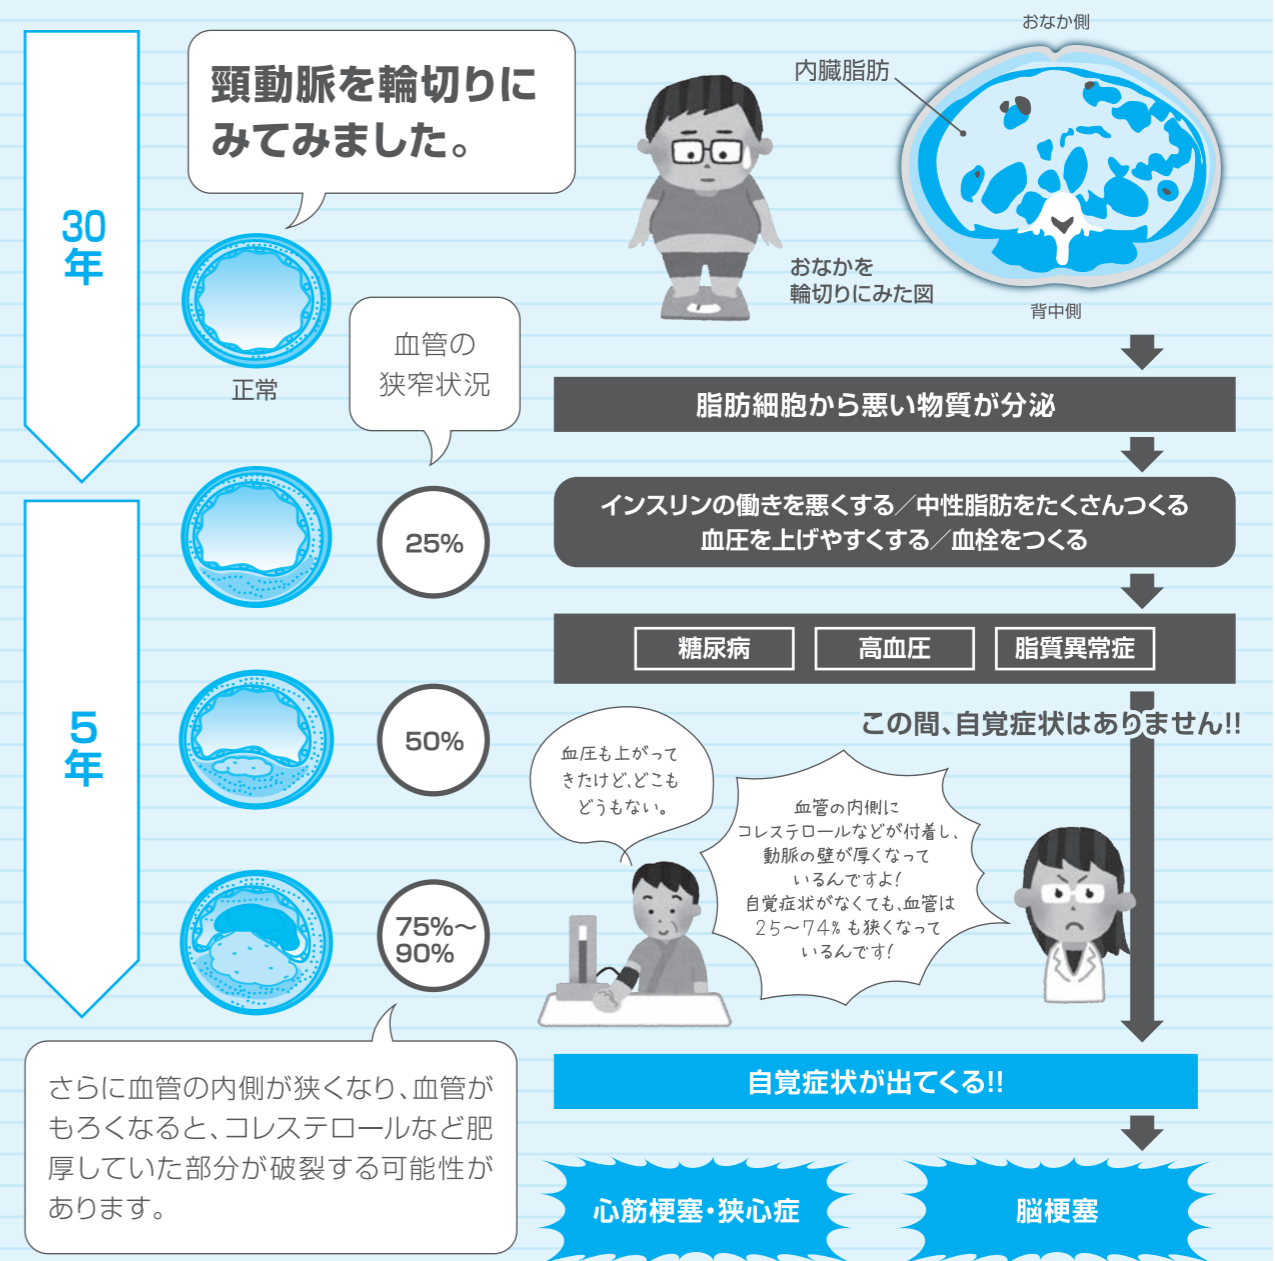 30
年
頸動脈を輪切りに
みてみました。
正常
血管の
狭窄状況
25%
5
年
50%
75%〜
90%
さらに血管の内側が狭くなり、血管が
もろくなると、コレステロールなど肥
厚していた部分が破裂する可能性が
あります。
おなか側
内臓脂肪
おなかを
輪切りにみた図
背中側
脂肪細胞から悪い物質が分泌
インスリンの働きを悪くする／中性脂肪をたくさんつくる
血圧を上げやすくする／血栓をつくる
糖尿病
高血圧
脂質異常症
この間、自覚症状はありません!!
血圧も上がって
きたけど、どこも
どうもない。
血管の内側に
コレステロールなどが付着し、
動脈の壁が厚くなって
いるんですよ!
自覚症状がなくても、血管は
25〜74%も狭くなって
いるんです!
自覚症状が出てくる!!
心筋梗塞・狭心症
脳梗塞